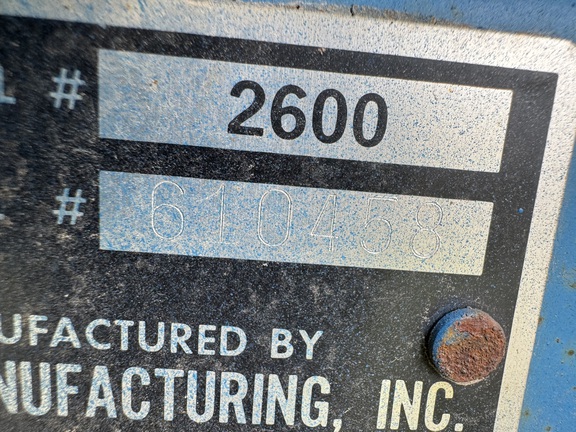 # 2600
# 610458
UFACTURED BY
NUFACTURING, INC.